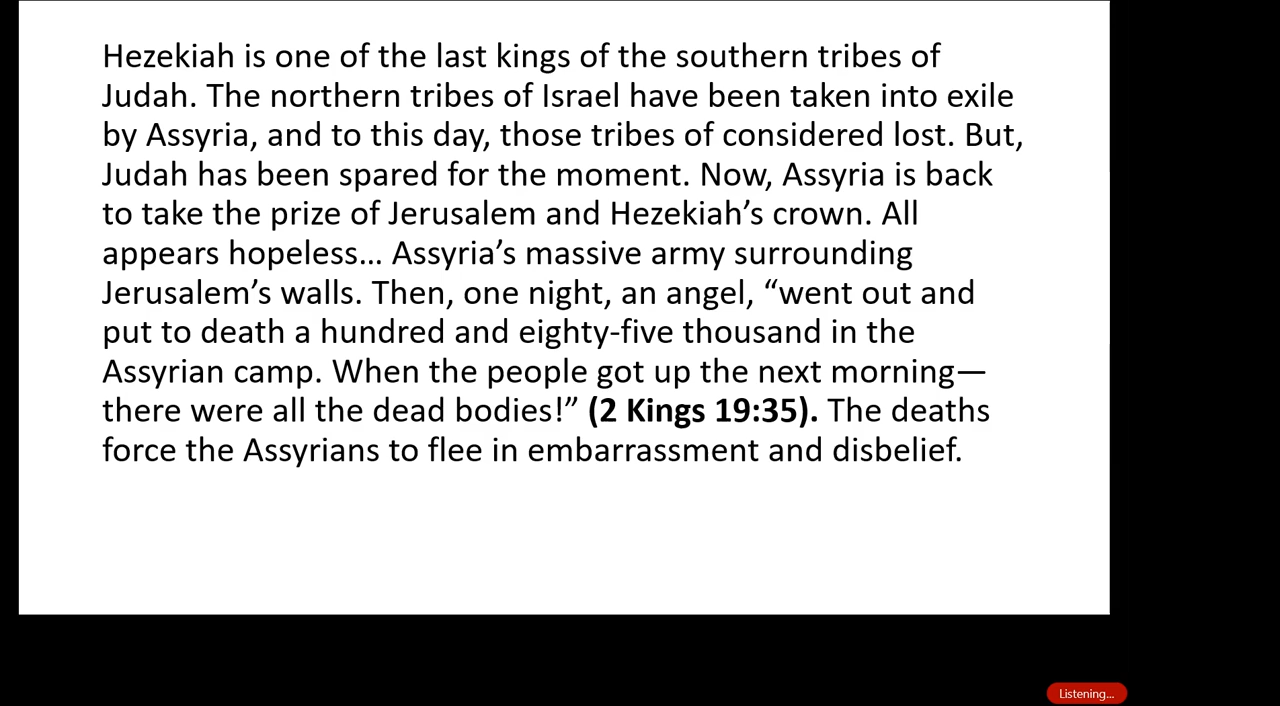 Hezekiah is one of the last kings of the southern tribes of
Judah. The northern tribes of Israel have been taken into exile
by Assyria, and to this day, those tribes of considered lost. But,
Judah has been spared for the moment. Now, Assyria is back
to take the prize of Jerusalem and Hezekiah’s crown. All
appears hopeless… Assyria’s massive army surrounding
Jerusalem’s walls. Then, one night, an angel, “went out and
put to death a hundred and eighty-five thousand in the
Assyrian camp. When the people got up the next morning—
there were all the dead bodies!” (2 Kings 19:35). The deaths
force the Assyrians to flee in embarrassment and disbelief.
Listening...